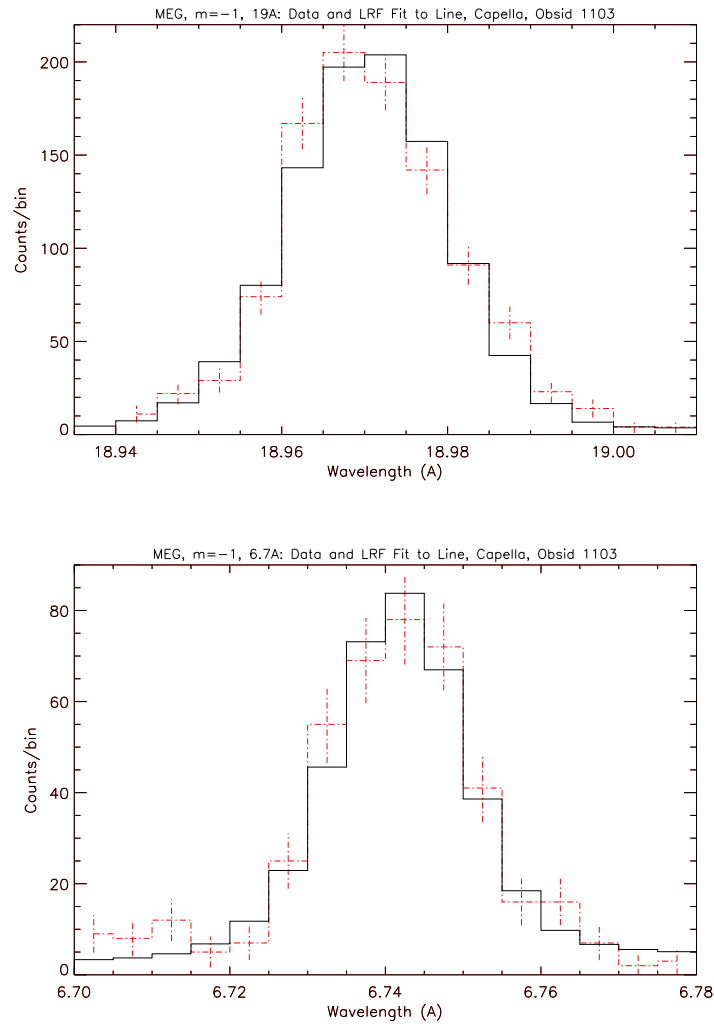 MEG, m=−1, 19A: Data and LRF Fit to Line, Capella, Obsid 1103
200
150
100
50
0
Counts/bin
18.94 18.96 18.98 19.00
Wavelength (A)
MEG, m=−1, 6.7A: Data and LRF Fit to Line, Capella, Obsid 1103
80
60
40
20
0
Counts/bin
6.70 6.72 6.74 6.76 6.78
Wavelength (A)